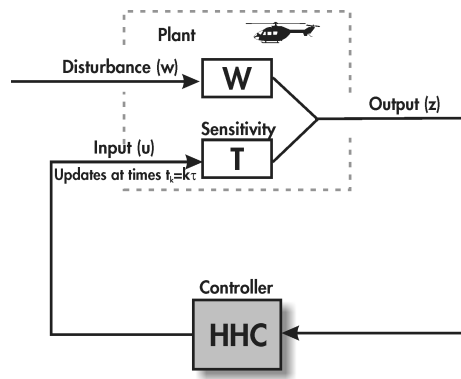 Plant
Disturbance (w)
W
Output (z)
Sensitivity
Input (u)
T
Updates at times tₖ=kτ
Controller
HHC